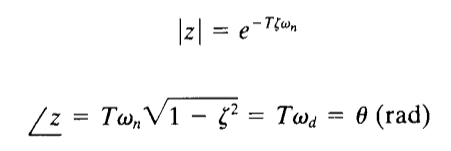 |z| = e^{-Tζω_n}
∠z = Tω_n√(1 − ζ²) = Tω_d = θ (rad)